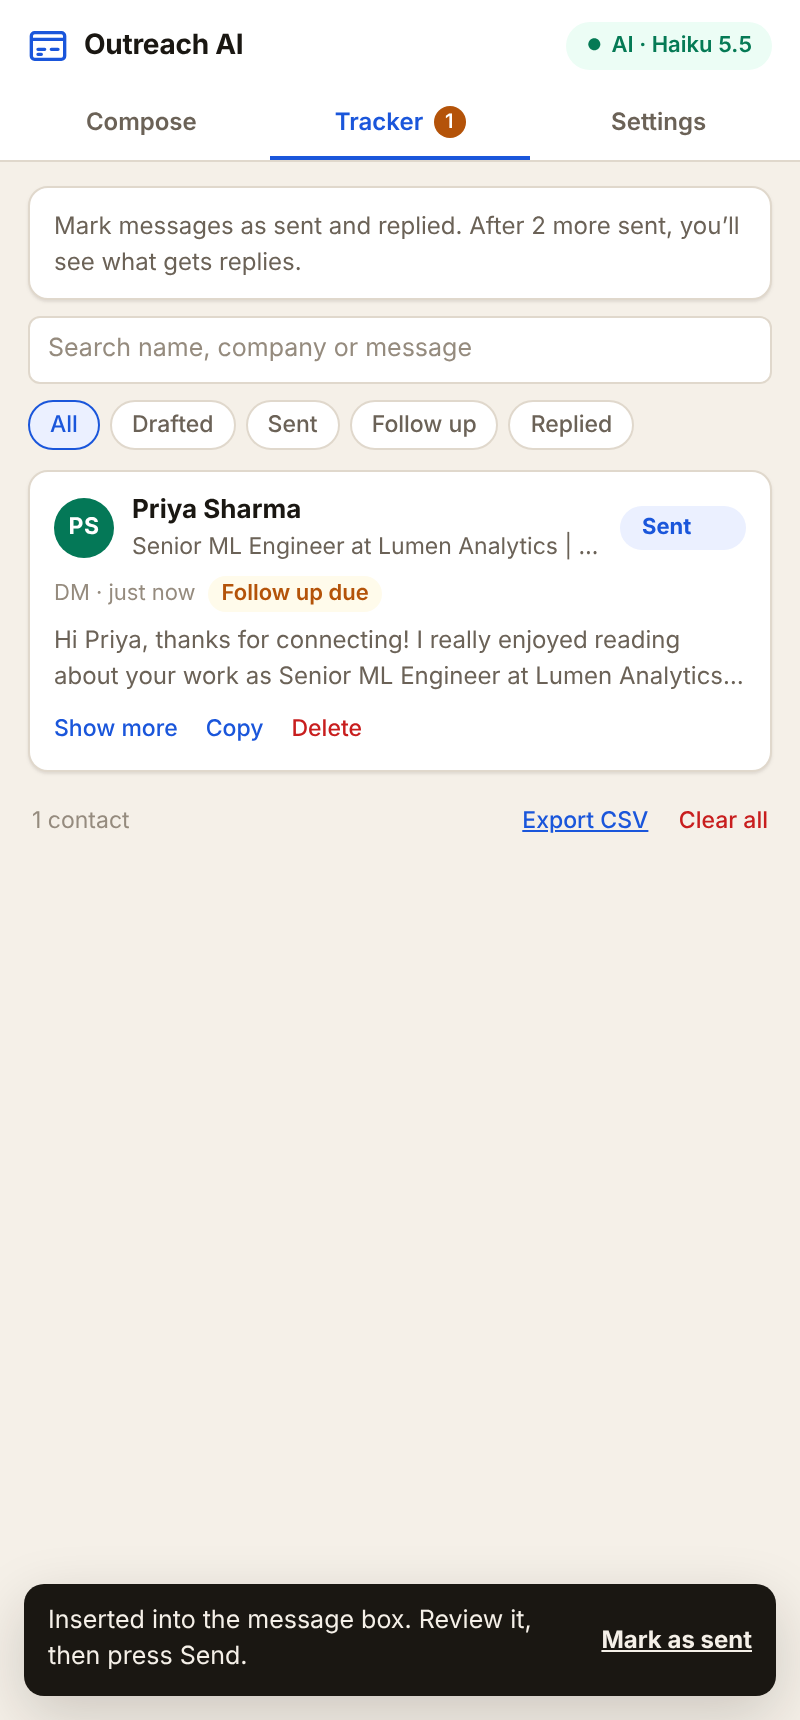 Outreach AI
AI · Haiku 5.5
Compose
Tracker 1
Settings
Mark messages as sent and replied. After 2 more sent, you’ll
see what gets replies.
Search name, company or message
All
Drafted
Sent
Follow up
Replied
PS
Priya Sharma
Senior ML Engineer at Lumen Analytics | ...
Sent
DM · just now
Follow up due
Hi Priya, thanks for connecting! I really enjoyed reading
about your work as Senior ML Engineer at Lumen Analytics...
Show more
Copy
Delete
1 contact
Export CSV
Clear all
Inserted into the message box. Review it,
then press Send.
Mark as sent